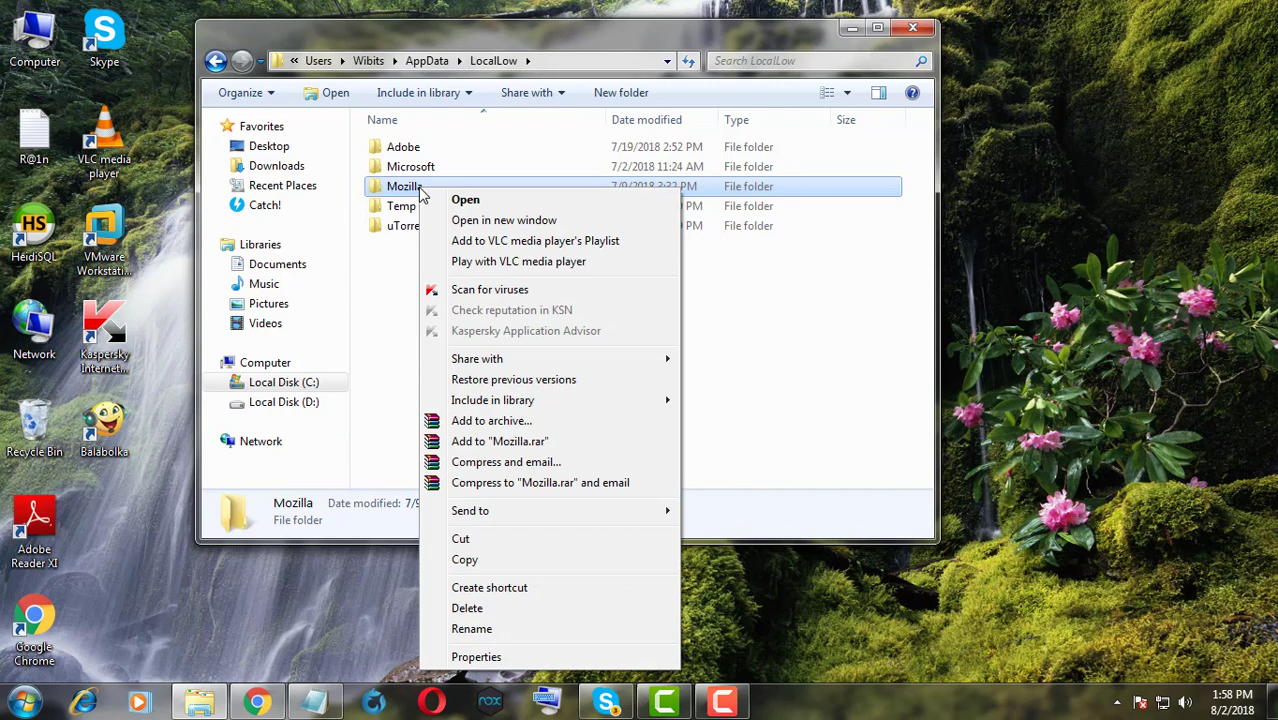 Computer
Skype
R@1n
VLC media
player
HeidiSQL
VMware
Workstati...
Network
Kaspersky
Internet...
Recycle Bin
Balabolka
Adobe
Reader XI
Google
Chrome
« Users Wibits AppData LocalLow
Search LocalLow
Organize Open Include in library Share with New folder
Favorites
Desktop
Downloads
Recent Places
Catch!
Libraries
Documents
Music
Pictures
Videos
Computer
Local Disk (C:)
Local Disk (D:)
Network
Name Date modified Type Size
Adobe 7/19/2018 2:52 PM File folder
Microsoft 7/2/2018 11:24 AM File folder
Mozilla 7/9/2018 3:32 PM File folder
Temp PM File folder
uTorre PM File folder
Open
Open in new window
Add to VLC media player's Playlist
Play with VLC media player
Scan for viruses
Check reputation in KSN
Kaspersky Application Advisor
Share with
Restore previous versions
Include in library
Add to archive...
Add to "Mozilla.rar"
Compress and email...
Compress to "Mozilla.rar" and email
Send to
Cut
Copy
Create shortcut
Delete
Rename
Properties
Mozilla Date modified: 7/9
File folder
1:58 PM
8/2/2018